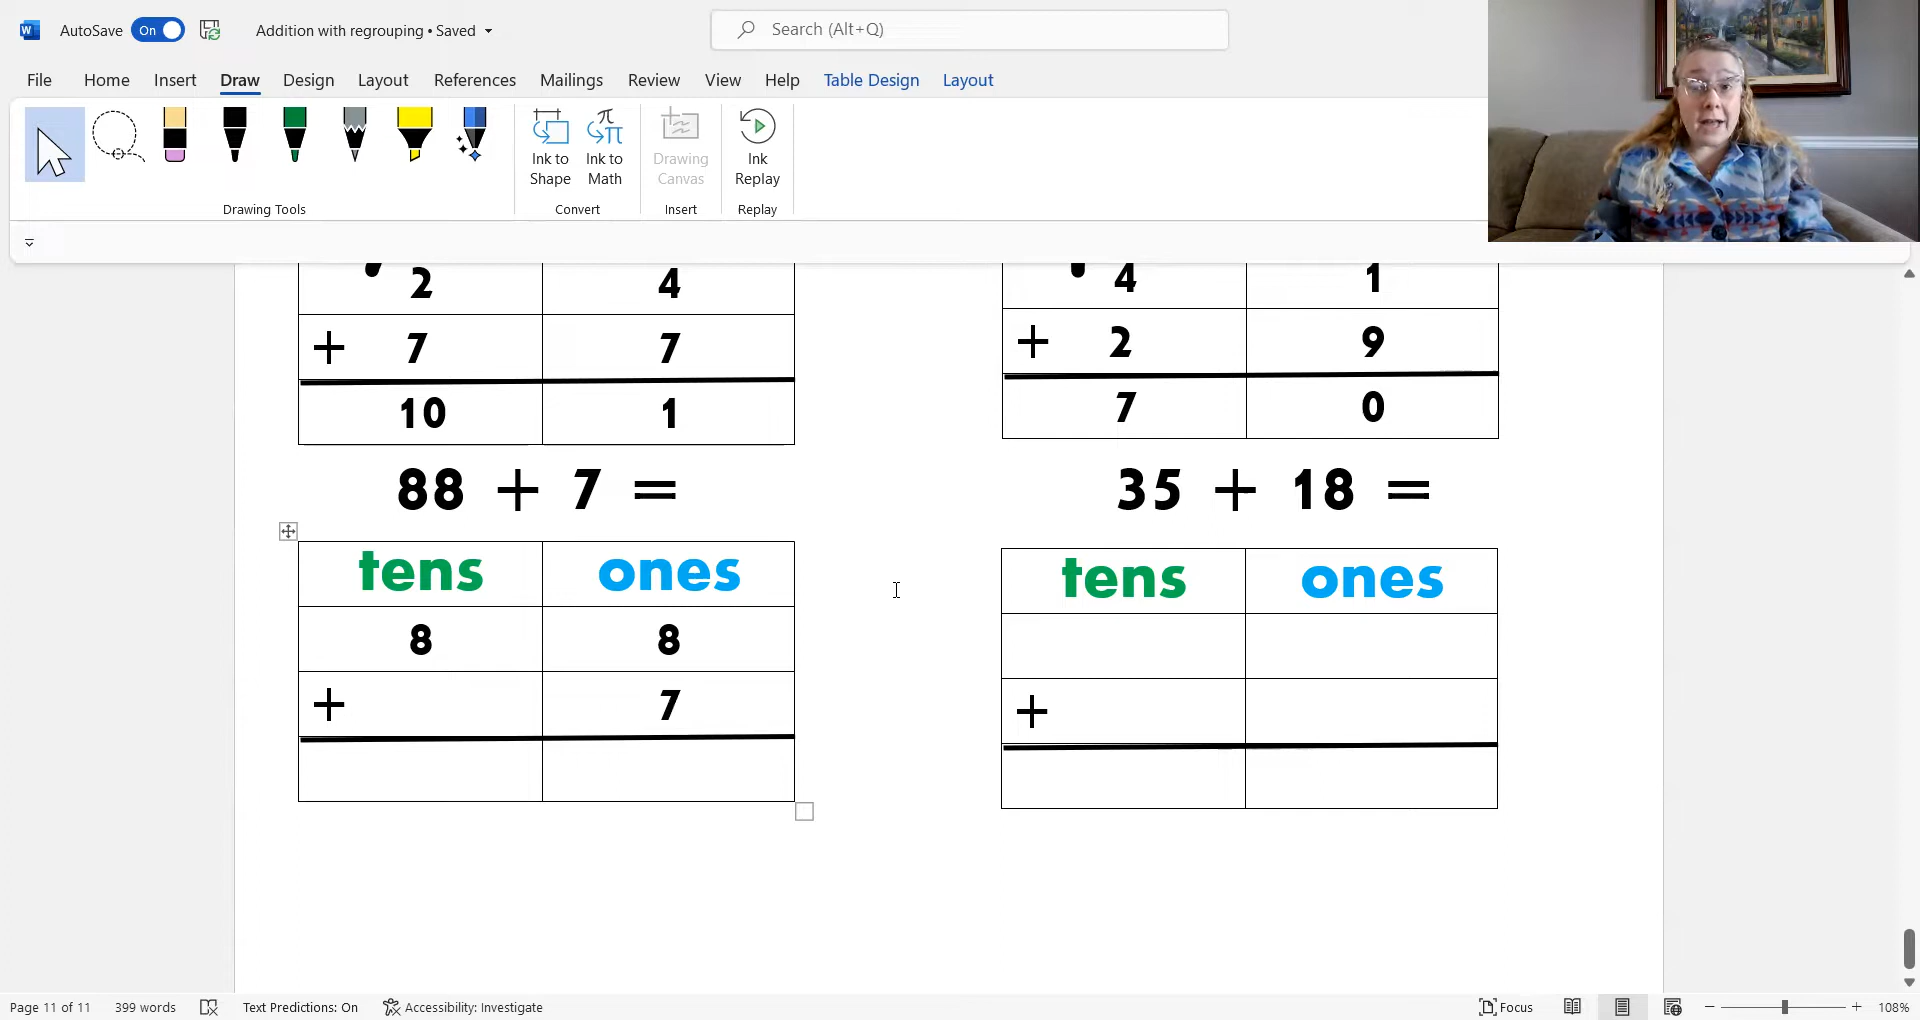 AutoSave On Addition with regrouping • Saved Search (Alt+Q)
File Home Insert Draw Design Layout References Mailings Review View Help Table Design Layout
Ink to Shape
Ink to Math
Drawing Canvas
Ink Replay
Drawing Tools Convert Insert Replay
2 4
+ 7 7
10 1
4 1
+ 2 9
7 0
88 + 7 =
35 + 18 =
tens ones
8 8
+ 7
tens ones
+
Page 11 of 11 399 words Text Predictions: On Accessibility: Investigate Focus 108%